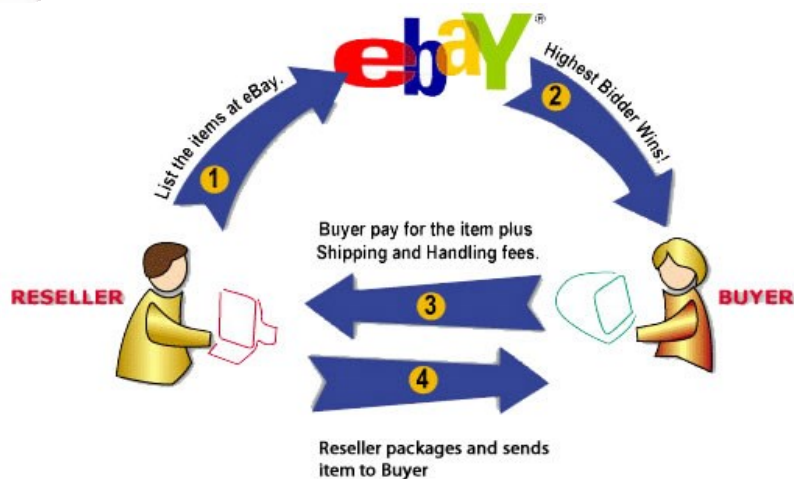 ebaY®
List the items at eBay.
1
Highest Bidder Wins!
2
Buyer pay for the item plus
Shipping and Handling fees.
RESELLER
BUYER
3
4
Reseller packages and sends
item to Buyer